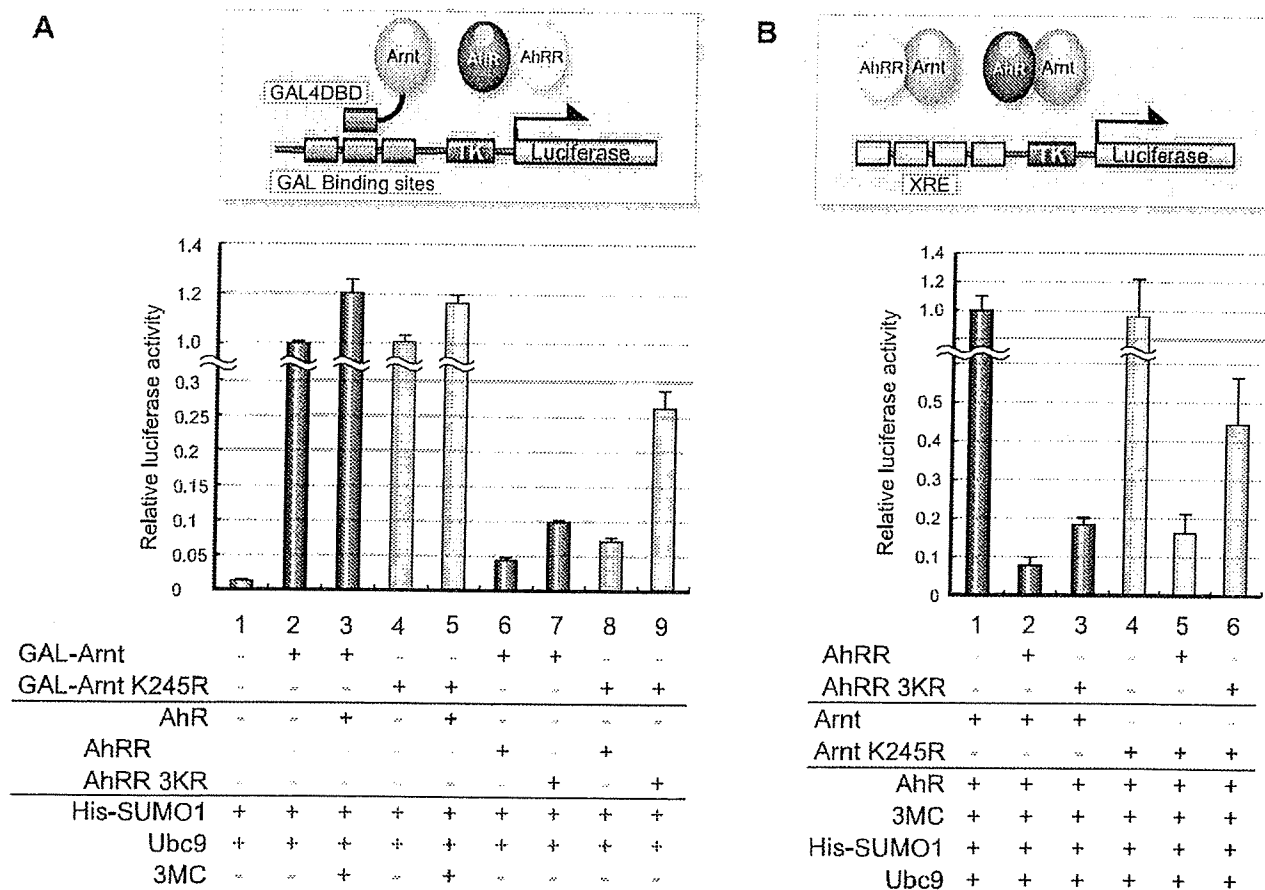 A
Arnt
AhR
AhRR
GAL4DBD
TK
Luciferase
GAL Binding sites
B
AhRR
Arnt
AhR
Arnt
TK
Luciferase
XRE
Relative luciferase activity
1.4
1.2
1.0
0.3
0.25
0.2
0.1
0.05
0
1 2 3 4 5 6 7 8 9
GAL-Arnt - + + - - + + - -
GAL-Arnt K245R - - - + + - - + +
AhR - - + - + - - - -
AhRR - - - - - + - + -
AhRR 3KR - - - - - - + - +
His-SUMO1 + + + + + + + + +
Ubc9 + + + + + + + + +
3MC - - + - + - - - -
Relative luciferase activity
1.4
1.2
1.0
0.5
0.4
0.3
0.2
0.1
0
1 2 3 4 5 6
AhRR - + - - + -
AhRR 3KR - - + - - +
Arnt + + + - - -
Arnt K245R - - - + + +
AhR + + + + + +
3MC + + + + + +
His-SUMO1 + + + + + +
Ubc9 + + + + + +